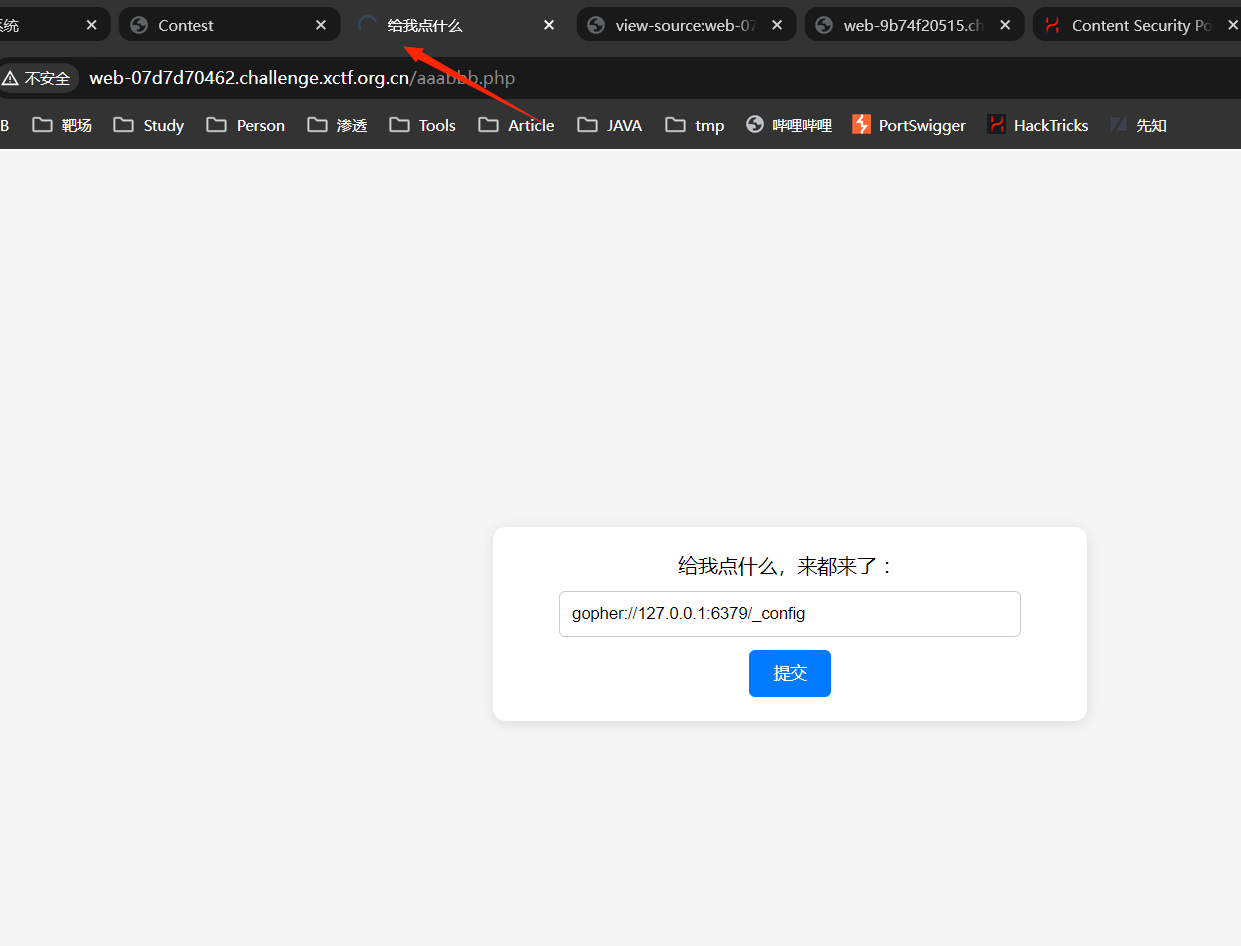 系统 Contest 给我点什么 view-source:web-07 web-9b74f20515.ch Content Security Po
不安全 web-07d7d70462.challenge.xctf.org.cn/aaabbb.php
B 靶场 Study Person 渗透 Tools Article JAVA tmp 哔哩哔哩 PortSwigger HackTricks 先知
给我点什么，来都来了：
gopher://127.0.0.1:6379/_config
提交